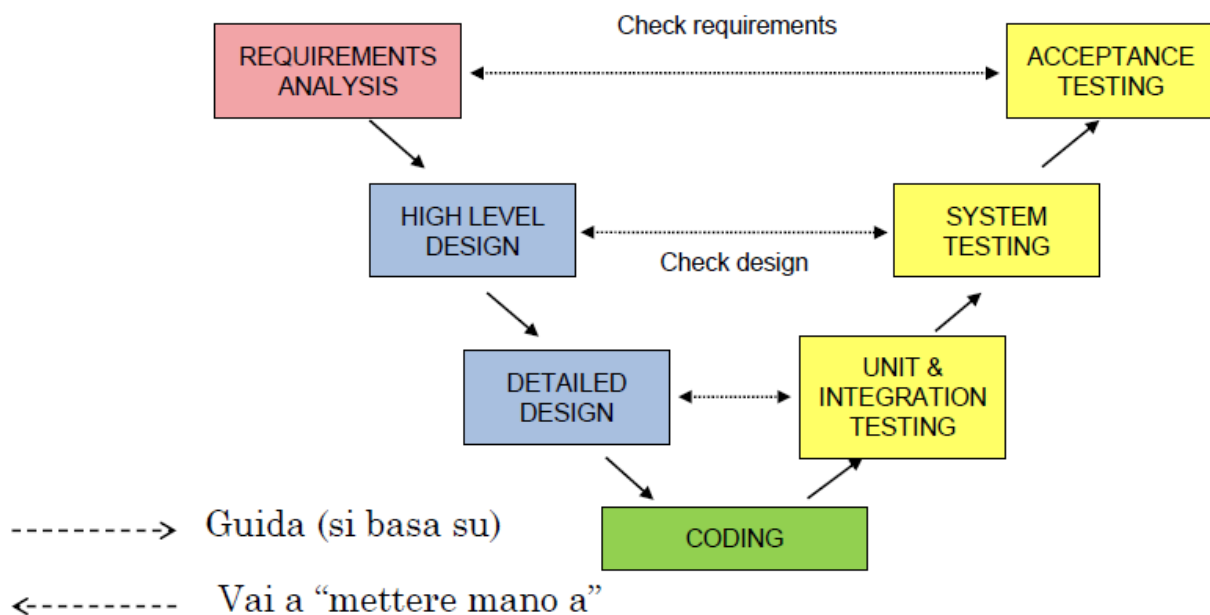 Check requirements
REQUIREMENTS
ANALYSIS
ACCEPTANCE
TESTING
HIGH LEVEL
DESIGN
SYSTEM
TESTING
Check design
DETAILED
DESIGN
UNIT &
INTEGRATION
TESTING
CODING
Guida (si basa su)
Vai a “mettere mano a”